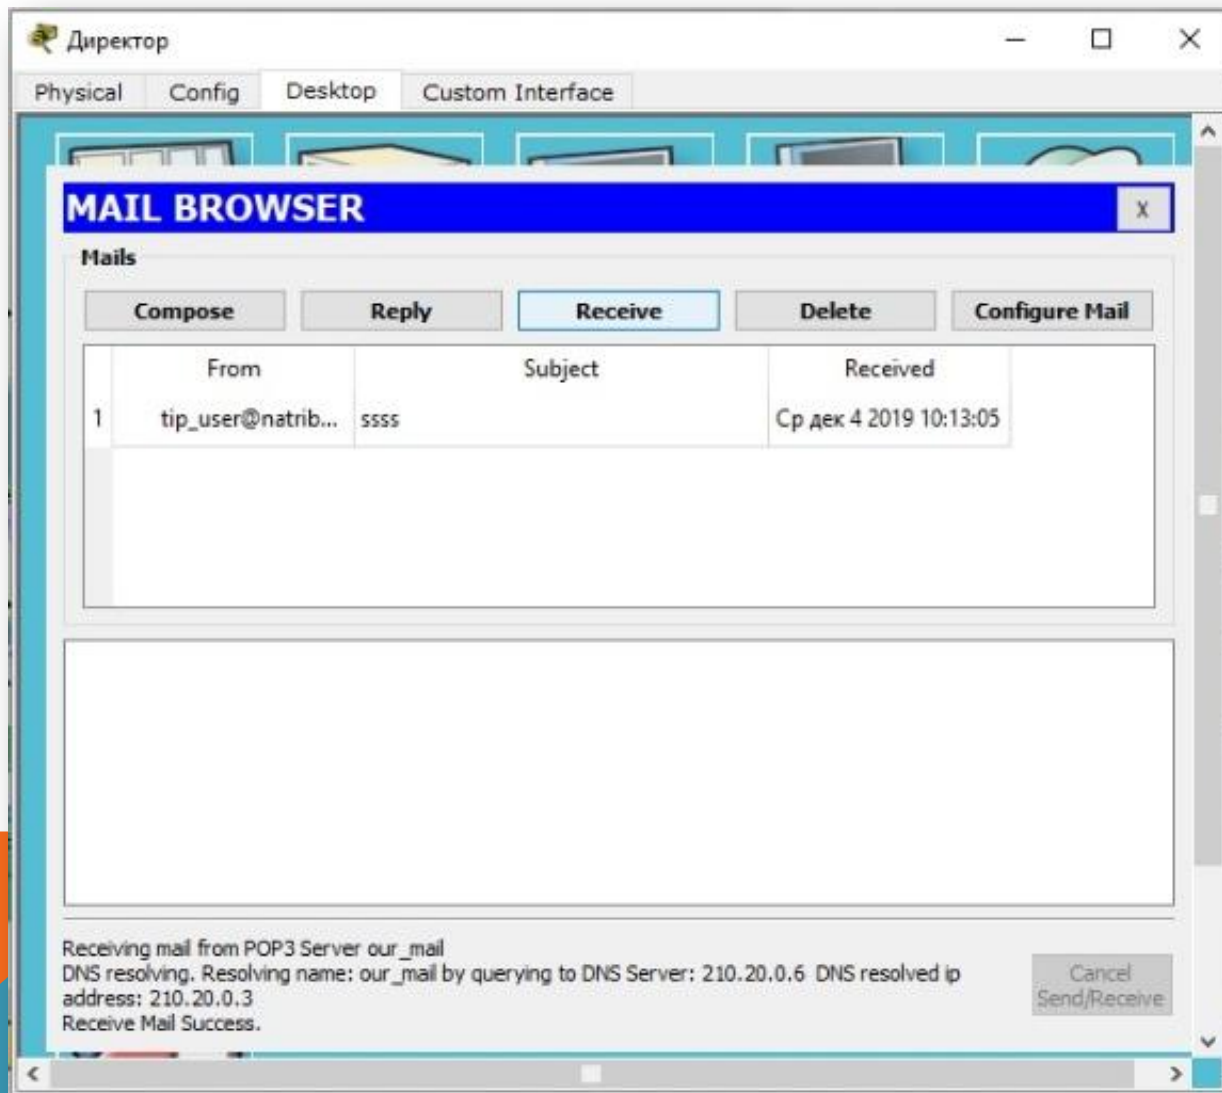 Директор
Physical Config Desktop Custom Interface
MAIL BROWSER X
Mails
Compose Reply Receive Delete Configure Mail
From Subject Received
1 tip_user@natrib... ssss Ср дек 4 2019 10:13:05
Receiving mail from POP3 Server our_mail
DNS resolving. Resolving name: our_mail by querying to DNS Server: 210.20.0.6 DNS resolved ip
address: 210.20.0.3
Receive Mail Success.
Cancel
Send/Receive